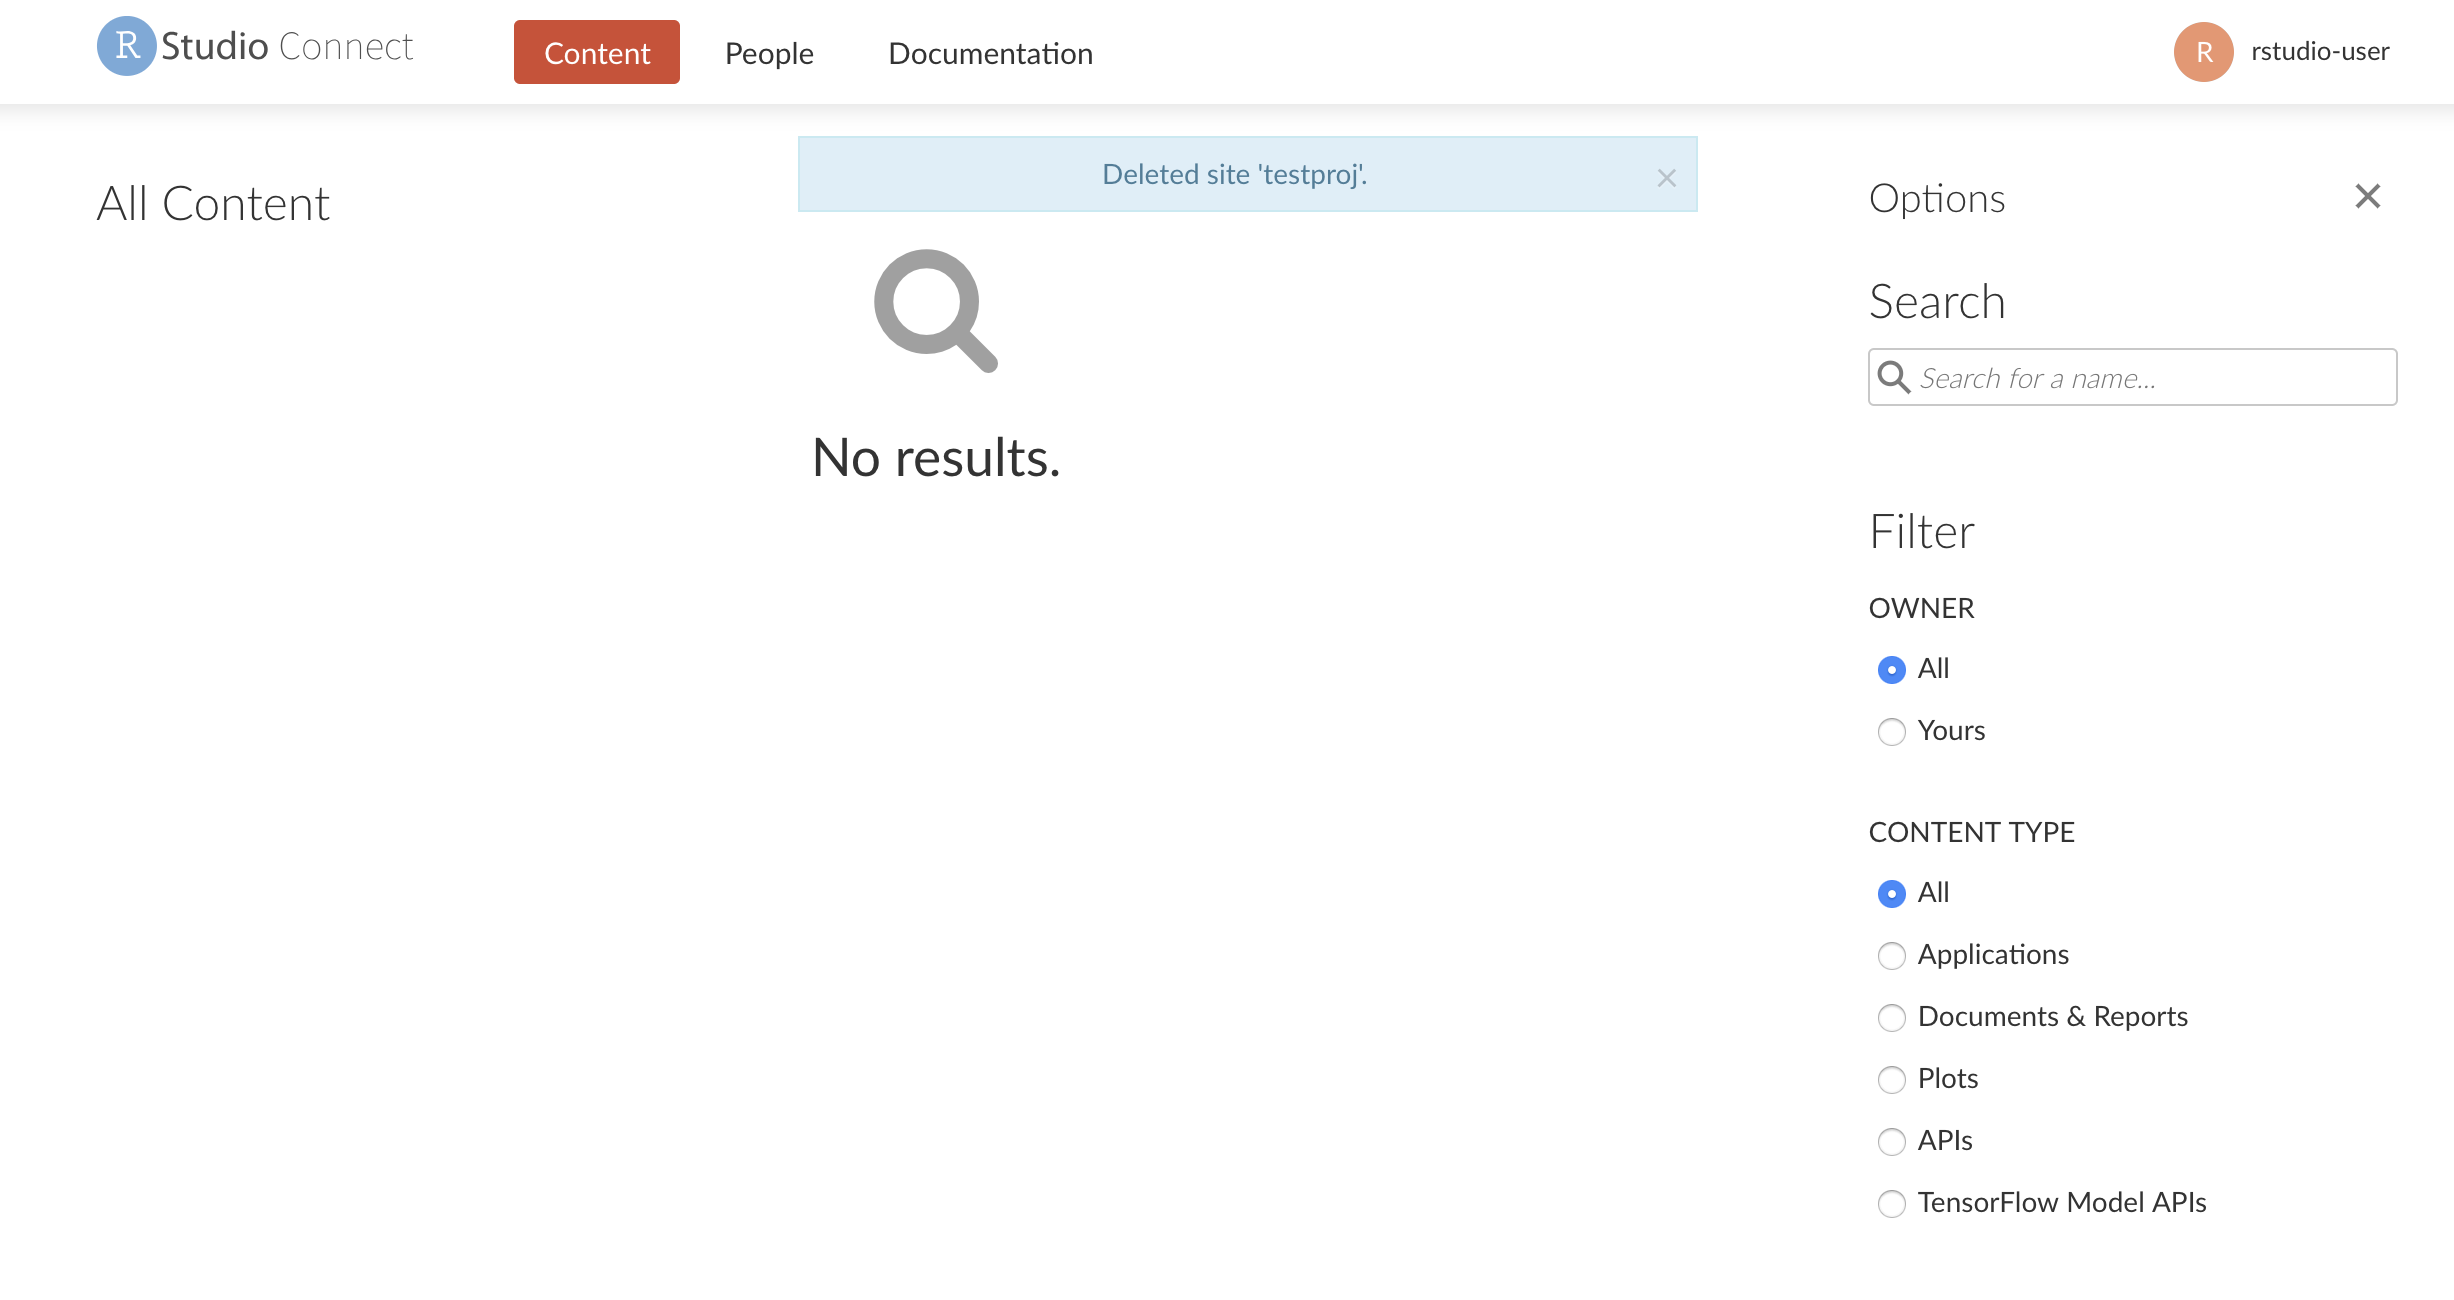 R Studio Connect
Content
People
Documentation
R
rstudio-user
All Content
Deleted site 'testproj'.
No results.
Options
Search
Search for a name...
Filter
OWNER
All
Yours
CONTENT TYPE
All
Applications
Documents & Reports
Plots
APIs
TensorFlow Model APIs